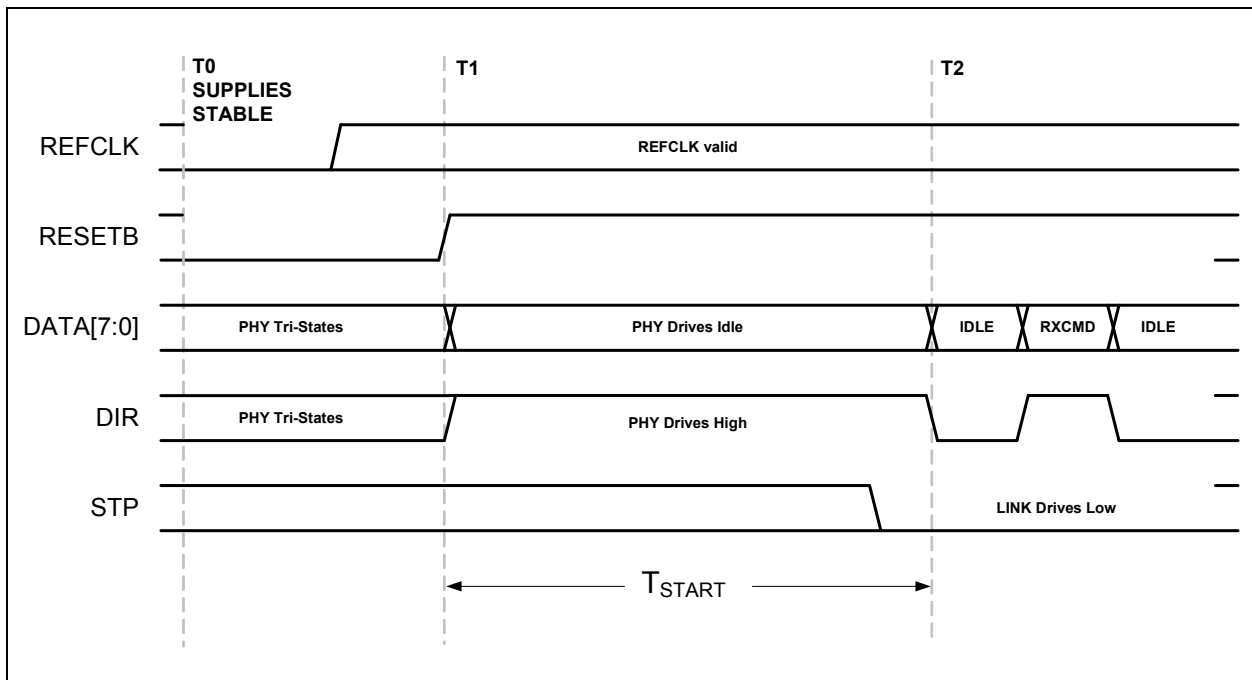 T0
SUPPLIES
STABLE
T1
T2
REFCLK
REFCLK valid
RESETB
DATA[7:0]
PHY Tri-States
PHY Drives Idle
IDLE
RXCMD
IDLE
DIR
PHY Tri-States
PHY Drives High
STP
LINK Drives Low
TSTART